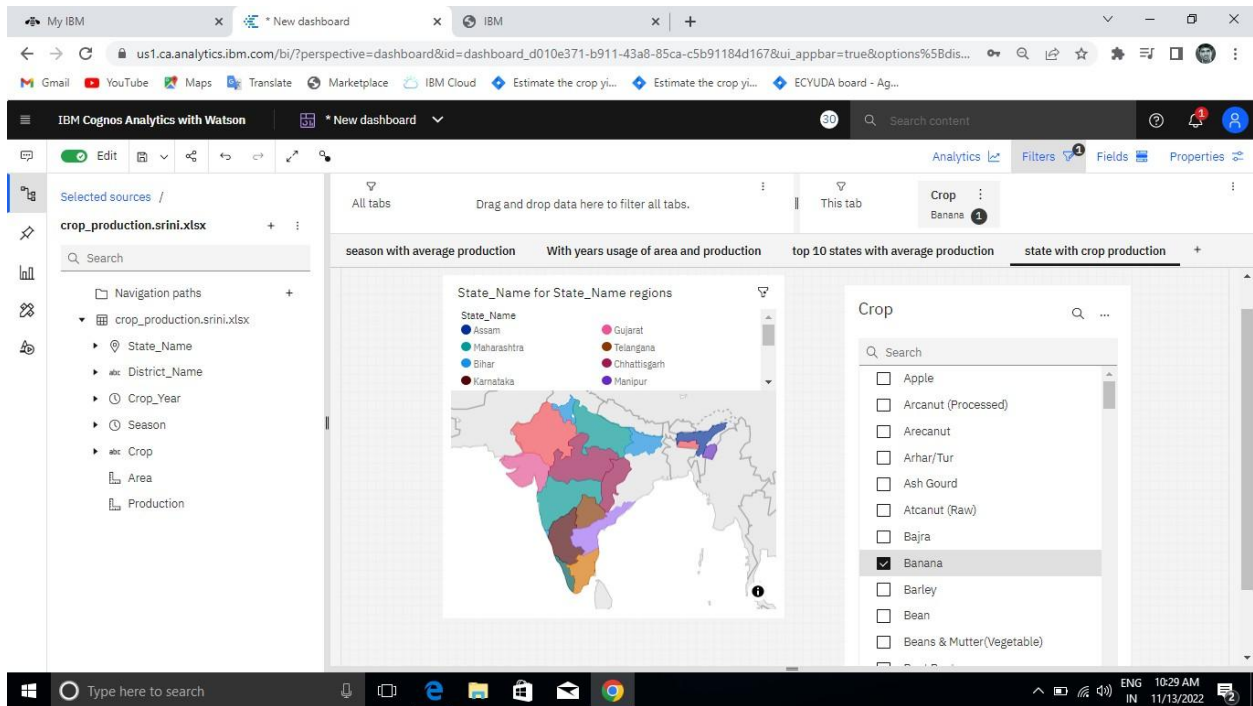 My IBM
* New dashboard
IBM
us1.ca.analytics.ibm.com/bi/?perspective=dashboard&id=dashboard_d010e371-b911-43a8-85ca-c5b91184d167&ui_appbar=true&options%5Bdis...
Gmail YouTube Maps Translate Marketplace IBM Cloud Estimate the crop yi... Estimate the crop yi... ECYUDA board - Ag...
IBM Cognos Analytics with Watson
* New dashboard
30
Search content
1
Edit
Analytics
Filters 1
Fields
Properties
Selected sources /
crop_production.srini.xlsx
Search
Navigation paths
crop_production.srini.xlsx
State_Name
abc District_Name
Crop_Year
Season
abc Crop
Area
Production
All tabs
Drag and drop data here to filter all tabs.
This tab
Crop
Banana 1
season with average production
With years usage of area and production
top 10 states with average production
state with crop production
State_Name for State_Name regions
State_Name
Assam
Gujarat
Maharashtra
Telangana
Bihar
Chhattisgarh
Karnataka
Manipur
Crop
Search
Apple
Arcanut (Processed)
Arecanut
Arhar/Tur
Ash Gourd
Atcanut (Raw)
Bajra
Banana
Barley
Bean
Beans & Mutter(Vegetable)
Type here to search
ENG
IN
10:29 AM
11/13/2022
2